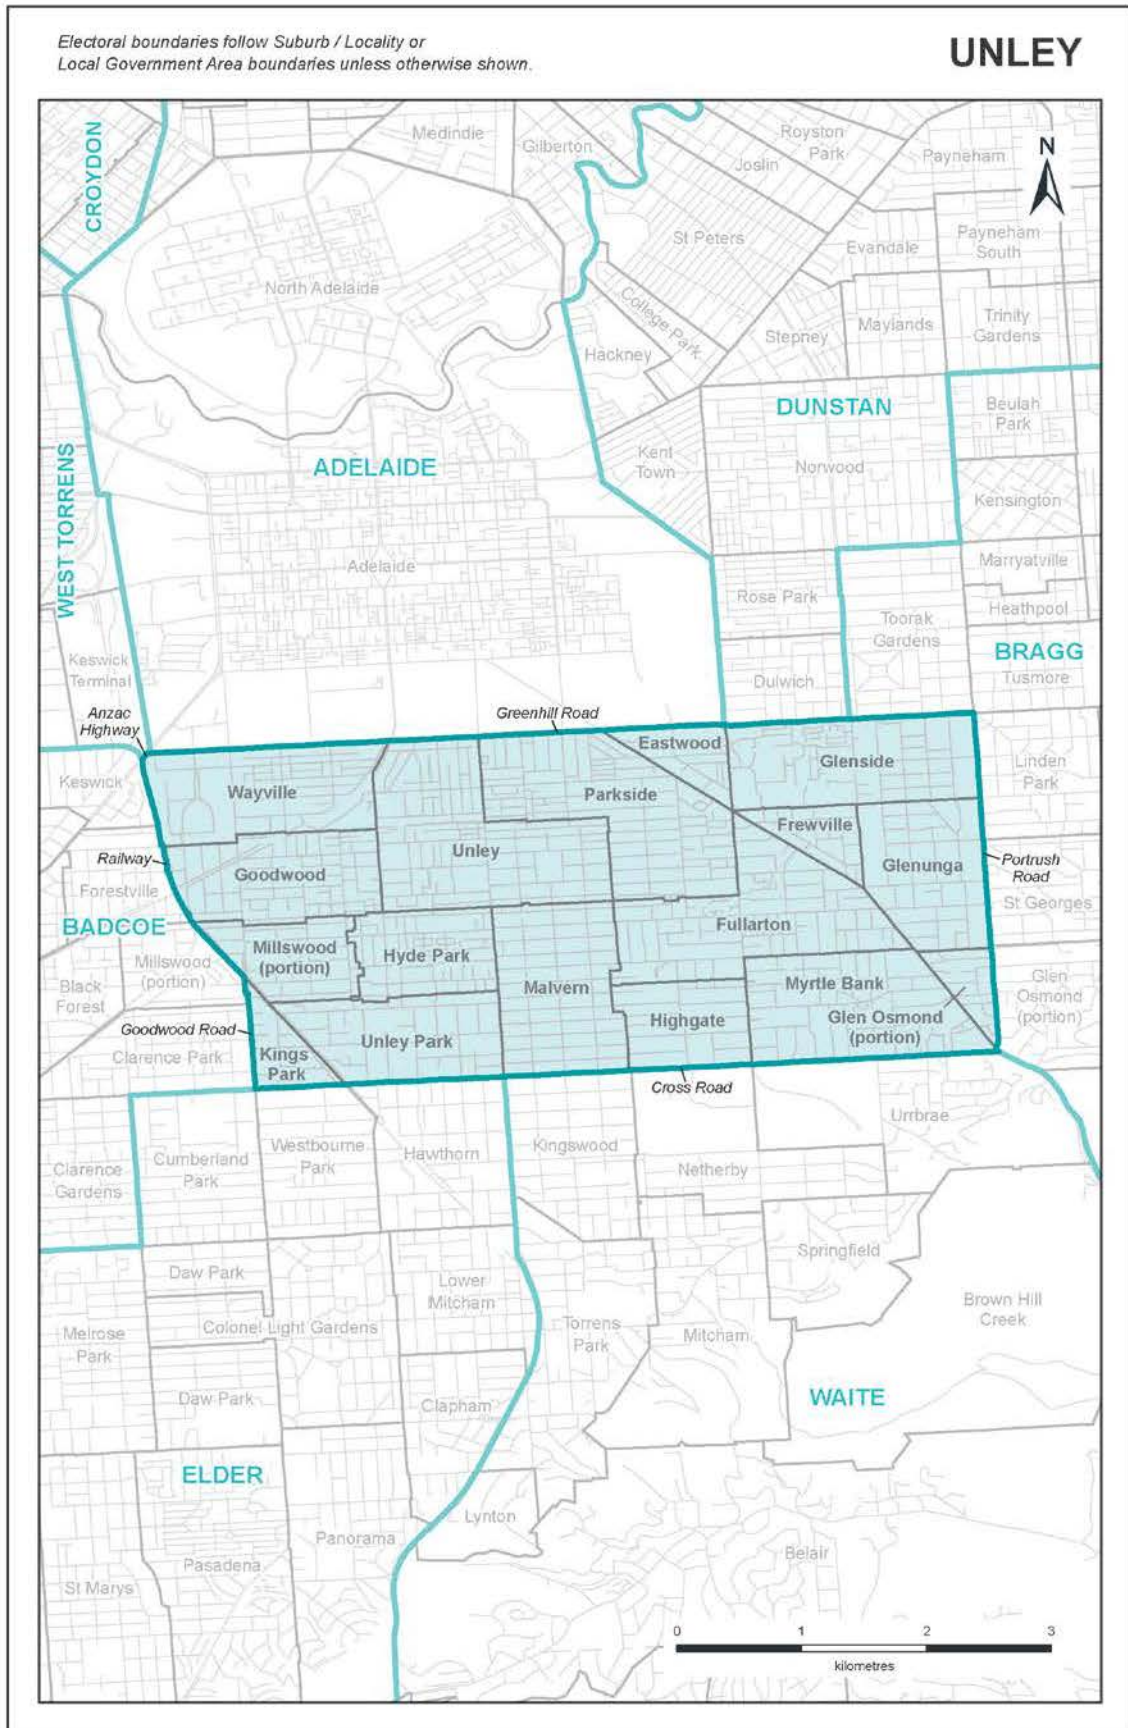 Electoral boundaries follow Suburb / Locality or
Local Government Area boundaries unless otherwise shown.
UNLEY
N
CROYDON
Medindie
Gilberton
Royston
Park
Joslin
Payneham
St Peters
Evandale
Payneham
South
North Adelaide
College Park
Hackney
Stepney
Maylands
Trinity
Gardens
DUNSTAN
Beulah
Park
WEST TORRENS
ADELAIDE
Kent
Town
Norwood
Kensington
Adelaide
Marryatville
Rose Park
Heathpool
Toorak
Gardens
BRAGG
Tusmore
Keswick
Terminal
Dulwich
Anzac
Highway
Greenhill Road
Eastwood
Glenside
Linden
Park
Keswick
Wayville
Parkside
Frewville
Unley
Railway
Goodwood
Glenunga
Portrush
Road
Forestville
St Georges
BADCOE
Fullarton
Millswood
(portion)
Hyde Park
Millswood
(portion)
Black
Forest
Malvern
Myrtle Bank
Glen
Osmond
(portion)
Highgate
Glen Osmond
(portion)
Goodwood Road
Unley Park
Clarence Park
Kings
Park
Cross Road
Urrbrae
Westbourne
Park
Hawthorn
Kingswood
Clarence
Gardens
Cumberland
Park
Netherby
Springfield
Daw Park
Lower
Mitcham
Brown Hill
Creek
Melrose
Park
Colonel Light Gardens
Torrens
Park
Mitcham
Daw Park
Clapham
WAITE
ELDER
Lynton
Panorama
Belair
Pasadena
St Marys
0 1 2 3
kilometres